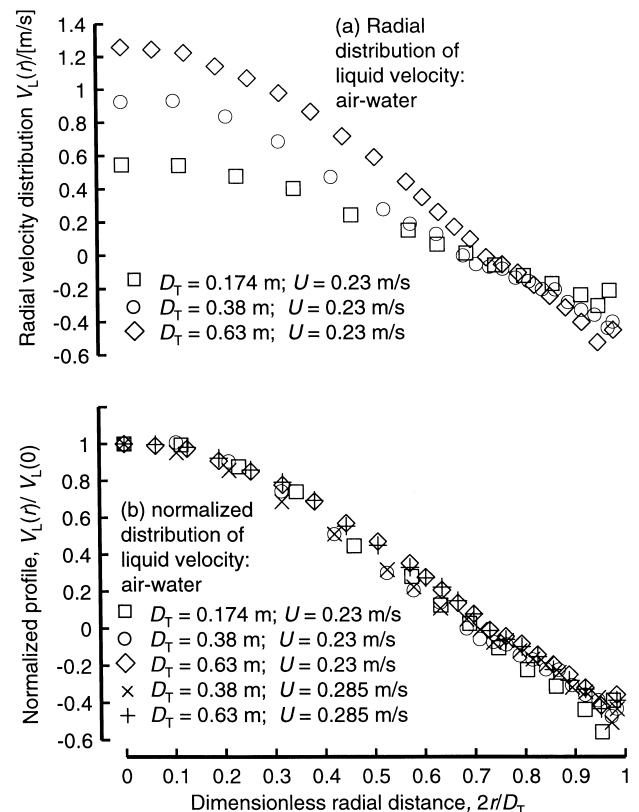 1.4
1.2
1
0.8
0.6
0.4
0.2
0
-0.2
-0.4
-0.6
Radial velocity distribution V_L(r)/[m/s]
(a) Radial
distribution of
liquid velocity:
air-water
D_T = 0.174 m; U = 0.23 m/s
D_T = 0.38 m; U = 0.23 m/s
D_T = 0.63 m; U = 0.23 m/s
1
0.8
0.6
0.4
0.2
0
-0.2
-0.4
-0.6
Normalized profile, V_L(r)/ V_L(0)
(b) normalized
distribution of
liquid velocity:
air-water
D_T = 0.174 m; U = 0.23 m/s
D_T = 0.38 m; U = 0.23 m/s
D_T = 0.63 m; U = 0.23 m/s
D_T = 0.38 m; U = 0.285 m/s
D_T = 0.63 m; U = 0.285 m/s
0 0.1 0.2 0.3 0.4 0.5 0.6 0.7 0.8 0.9 1
Dimensionless radial distance, 2r/D_T